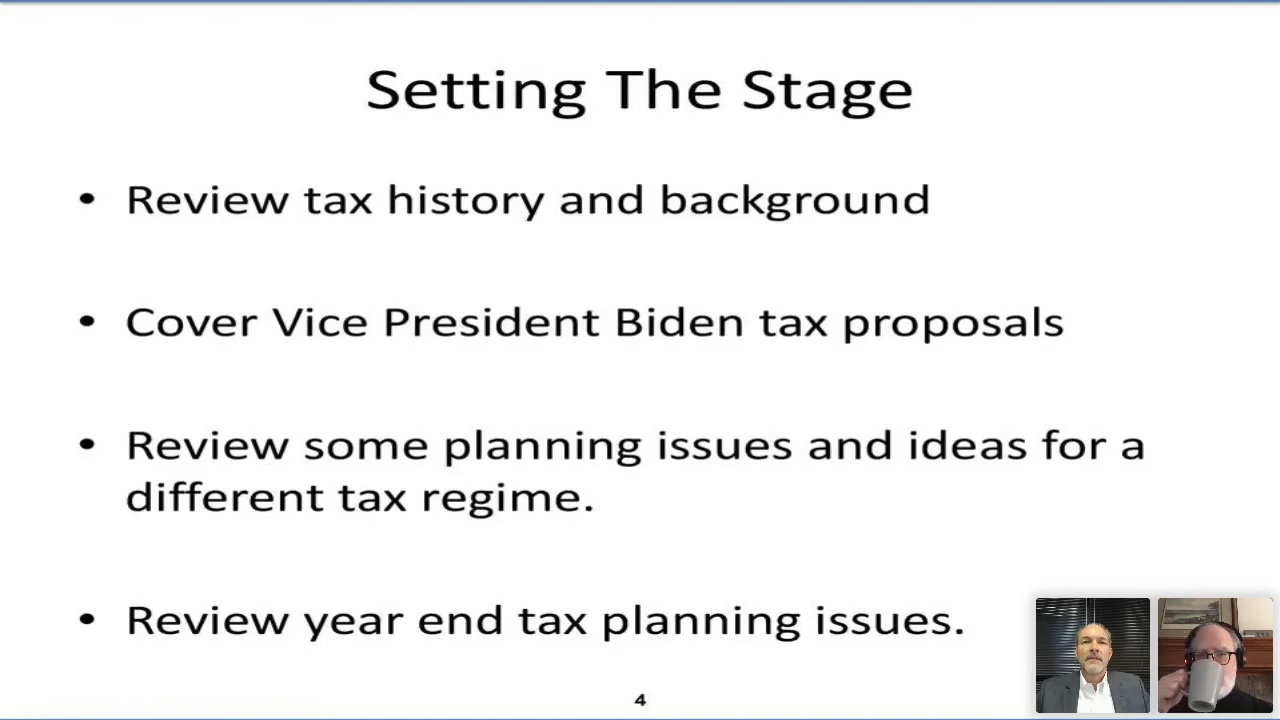 Setting The Stage
• Review tax history and background
• Cover Vice President Biden tax proposals
• Review some planning issues and ideas for a
different tax regime.
• Review year end tax planning issues.
4